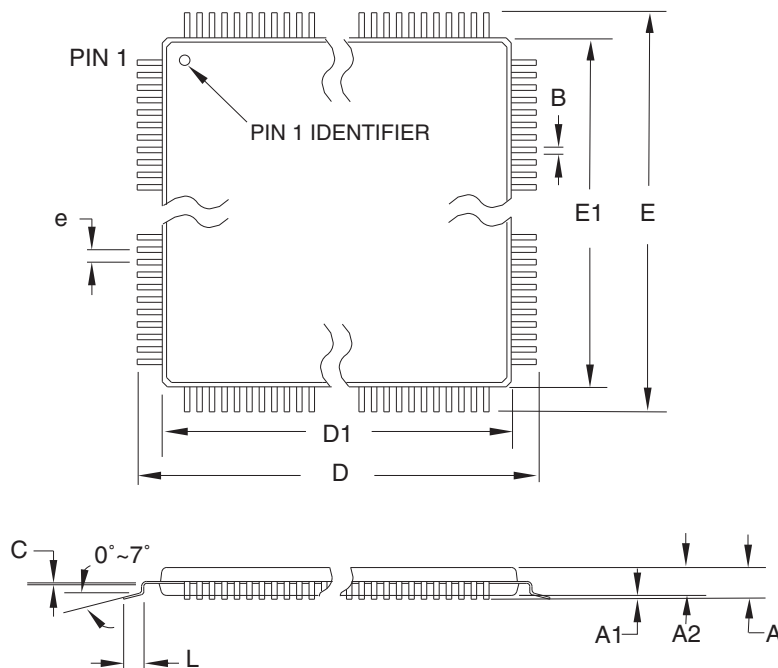 PIN 1
PIN 1 IDENTIFIER
B
e
E1
E
D1
D
C
0°~7°
L
A1
A2
A